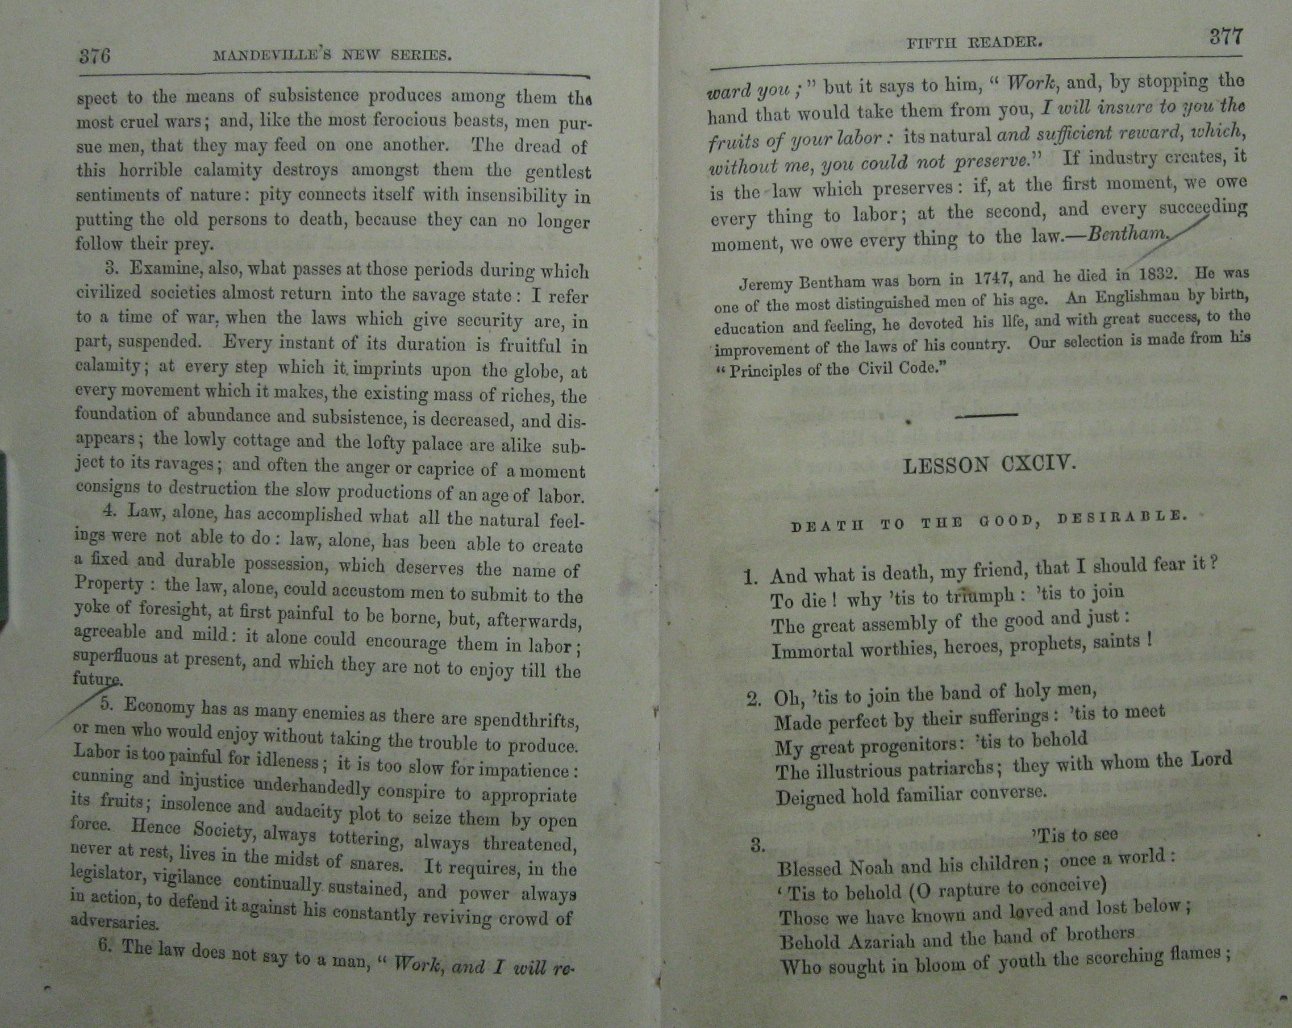 376
MANDEVILLE'S NEW SERIES.
spect to the means of subsistence produces among them the
most cruel wars; and, like the most ferocious beasts, men pur-
sue men, that they may feed on one another. The dread of
this horrible calamity destroys amongst them the gentlest
sentiments of nature: pity connects itself with insensibility in
putting the old persons to death, because they can no longer
follow their prey.
3. Examine, also, what passes at those periods during which
civilized societies almost return into the savage state: I refer
to a time of war, when the laws which give security are, in
part, suspended. Every instant of its duration is fruitful in
calamity; at every step which it imprints upon the globe, at
every movement which it makes, the existing mass of riches, the
foundation of abundance and subsistence, is decreased, and dis-
appears; the lowly cottage and the lofty palace are alike sub-
ject to its ravages; and often the anger or caprice of a moment
consigns to destruction the slow productions of an age of labor.
4. Law, alone, has accomplished what all the natural feel-
ings were not able to do: law, alone, has been able to create
a fixed and durable possession, which deserves the name of
Property: the law, alone, could accustom men to submit to the
yoke of foresight, at first painful to be borne, but, afterwards,
agreeable and mild: it alone could encourage them in labor;
superfluous at present, and which they are not to enjoy till the
future.
5. Economy has as many enemies as there are spendthrifts,
or men who would enjoy without taking the trouble to produce.
Labor is too painful for idleness; it is too slow for impatience:
cunning and injustice underhandedly conspire to appropriate
its fruits; insolence and audacity plot to seize them by open
force. Hence Society, always tottering, always threatened,
never at rest, lives in the midst of snares. It requires, in the
legislator, vigilance continually sustained, and power always
in action, to defend it against his constantly reviving crowd of
adversaries.
6. The law does not say to a man, "Work, and I will re-
FIFTH READER.
377
ward you;" but it says to him, "Work, and, by stopping the
hand that would take them from you, I will insure to you the
fruits of your labor: its natural and sufficient reward, which,
without me, you could not preserve." If industry creates, it
is the law which preserves: if, at the first moment, we owe
every thing to labor; at the second, and every succeeding
moment, we owe every thing to the law.—Bentham.
Jeremy Bentham was born in 1747, and he died in 1832. He was
one of the most distinguished men of his age. An Englishman by birth,
education and feeling, he devoted his life, and with great success, to the
improvement of the laws of his country. Our selection is made from his
"Principles of the Civil Code."
LESSON CXCIV.
DEATH TO THE GOOD, DESIRABLE.
1. And what is death, my friend, that I should fear it?
To die! why 'tis to triumph: 'tis to join
The great assembly of the good and just:
Immortal worthies, heroes, prophets, saints!
2. Oh, 'tis to join the band of holy men,
Made perfect by their sufferings: 'tis to meet
My great progenitors: 'tis to behold
The illustrious patriarchs; they with whom the Lord
Deigned hold familiar converse.
3. 'Tis to see
Blessed Noah and his children; once a world:
'Tis to behold (O rapture to conceive)
Those we have known and loved and lost below;
Behold Azariah and the band of brothers
Who sought in bloom of youth the scorching flames;